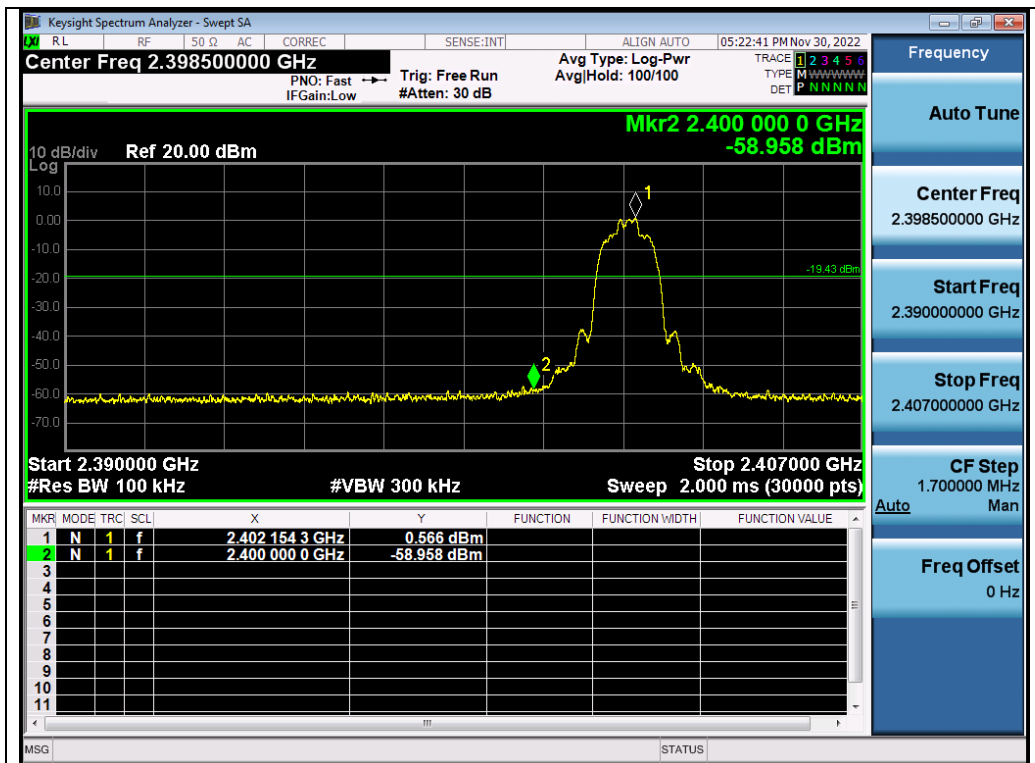 Keysight Spectrum Analyzer - Swept SA
LXI RL RF 50 Ω AC CORREC SENSE:INT ALIGN AUTO 05:22:41 PM Nov 30, 2022
Center Freq 2.398500000 GHz
PNO: Fast
IFGain:Low
Trig: Free Run
#Atten: 30 dB
Avg Type: Log-Pwr
Avg|Hold: 100/100
TRACE 1 2 3 4 5 6
TYPE M WWWWW
DET P N N N N N
Mkr2 2.400 000 0 GHz
-58.958 dBm
10 dB/div Ref 20.00 dBm
Log
10.0
0.00
-10.0
-20.0
-30.0
-40.0
-50.0
-60.0
-70.0
1
-19.43 dBm
2
Start 2.390000 GHz Stop 2.407000 GHz
#Res BW 100 kHz #VBW 300 kHz Sweep 2.000 ms (30000 pts)
MKR MODE TRC SCL X Y FUNCTION FUNCTION WIDTH FUNCTION VALUE
1 N 1 f 2.402 154 3 GHz 0.566 dBm
2 N 1 f 2.400 000 0 GHz -58.958 dBm
3
4
5
6
7
8
9
10
11
MSG STATUS
Frequency
Auto Tune
Center Freq
2.398500000 GHz
Start Freq
2.390000000 GHz
Stop Freq
2.407000000 GHz
CF Step
1.700000 MHz
Auto Man
Freq Offset
0 Hz